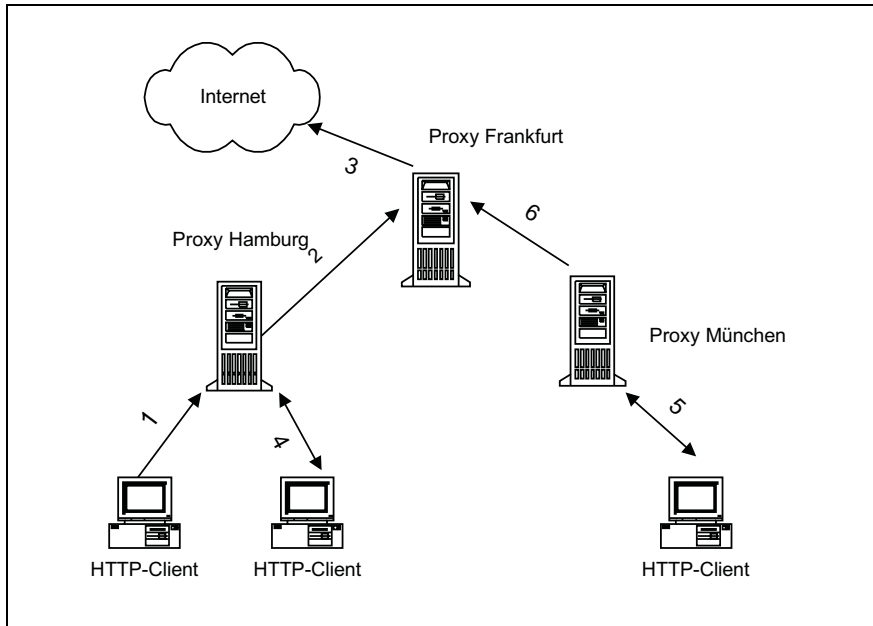 Internet
Proxy Frankfurt
3
6
Proxy Hamburg
2
Proxy München
1
4
5
HTTP-Client
HTTP-Client
HTTP-Client